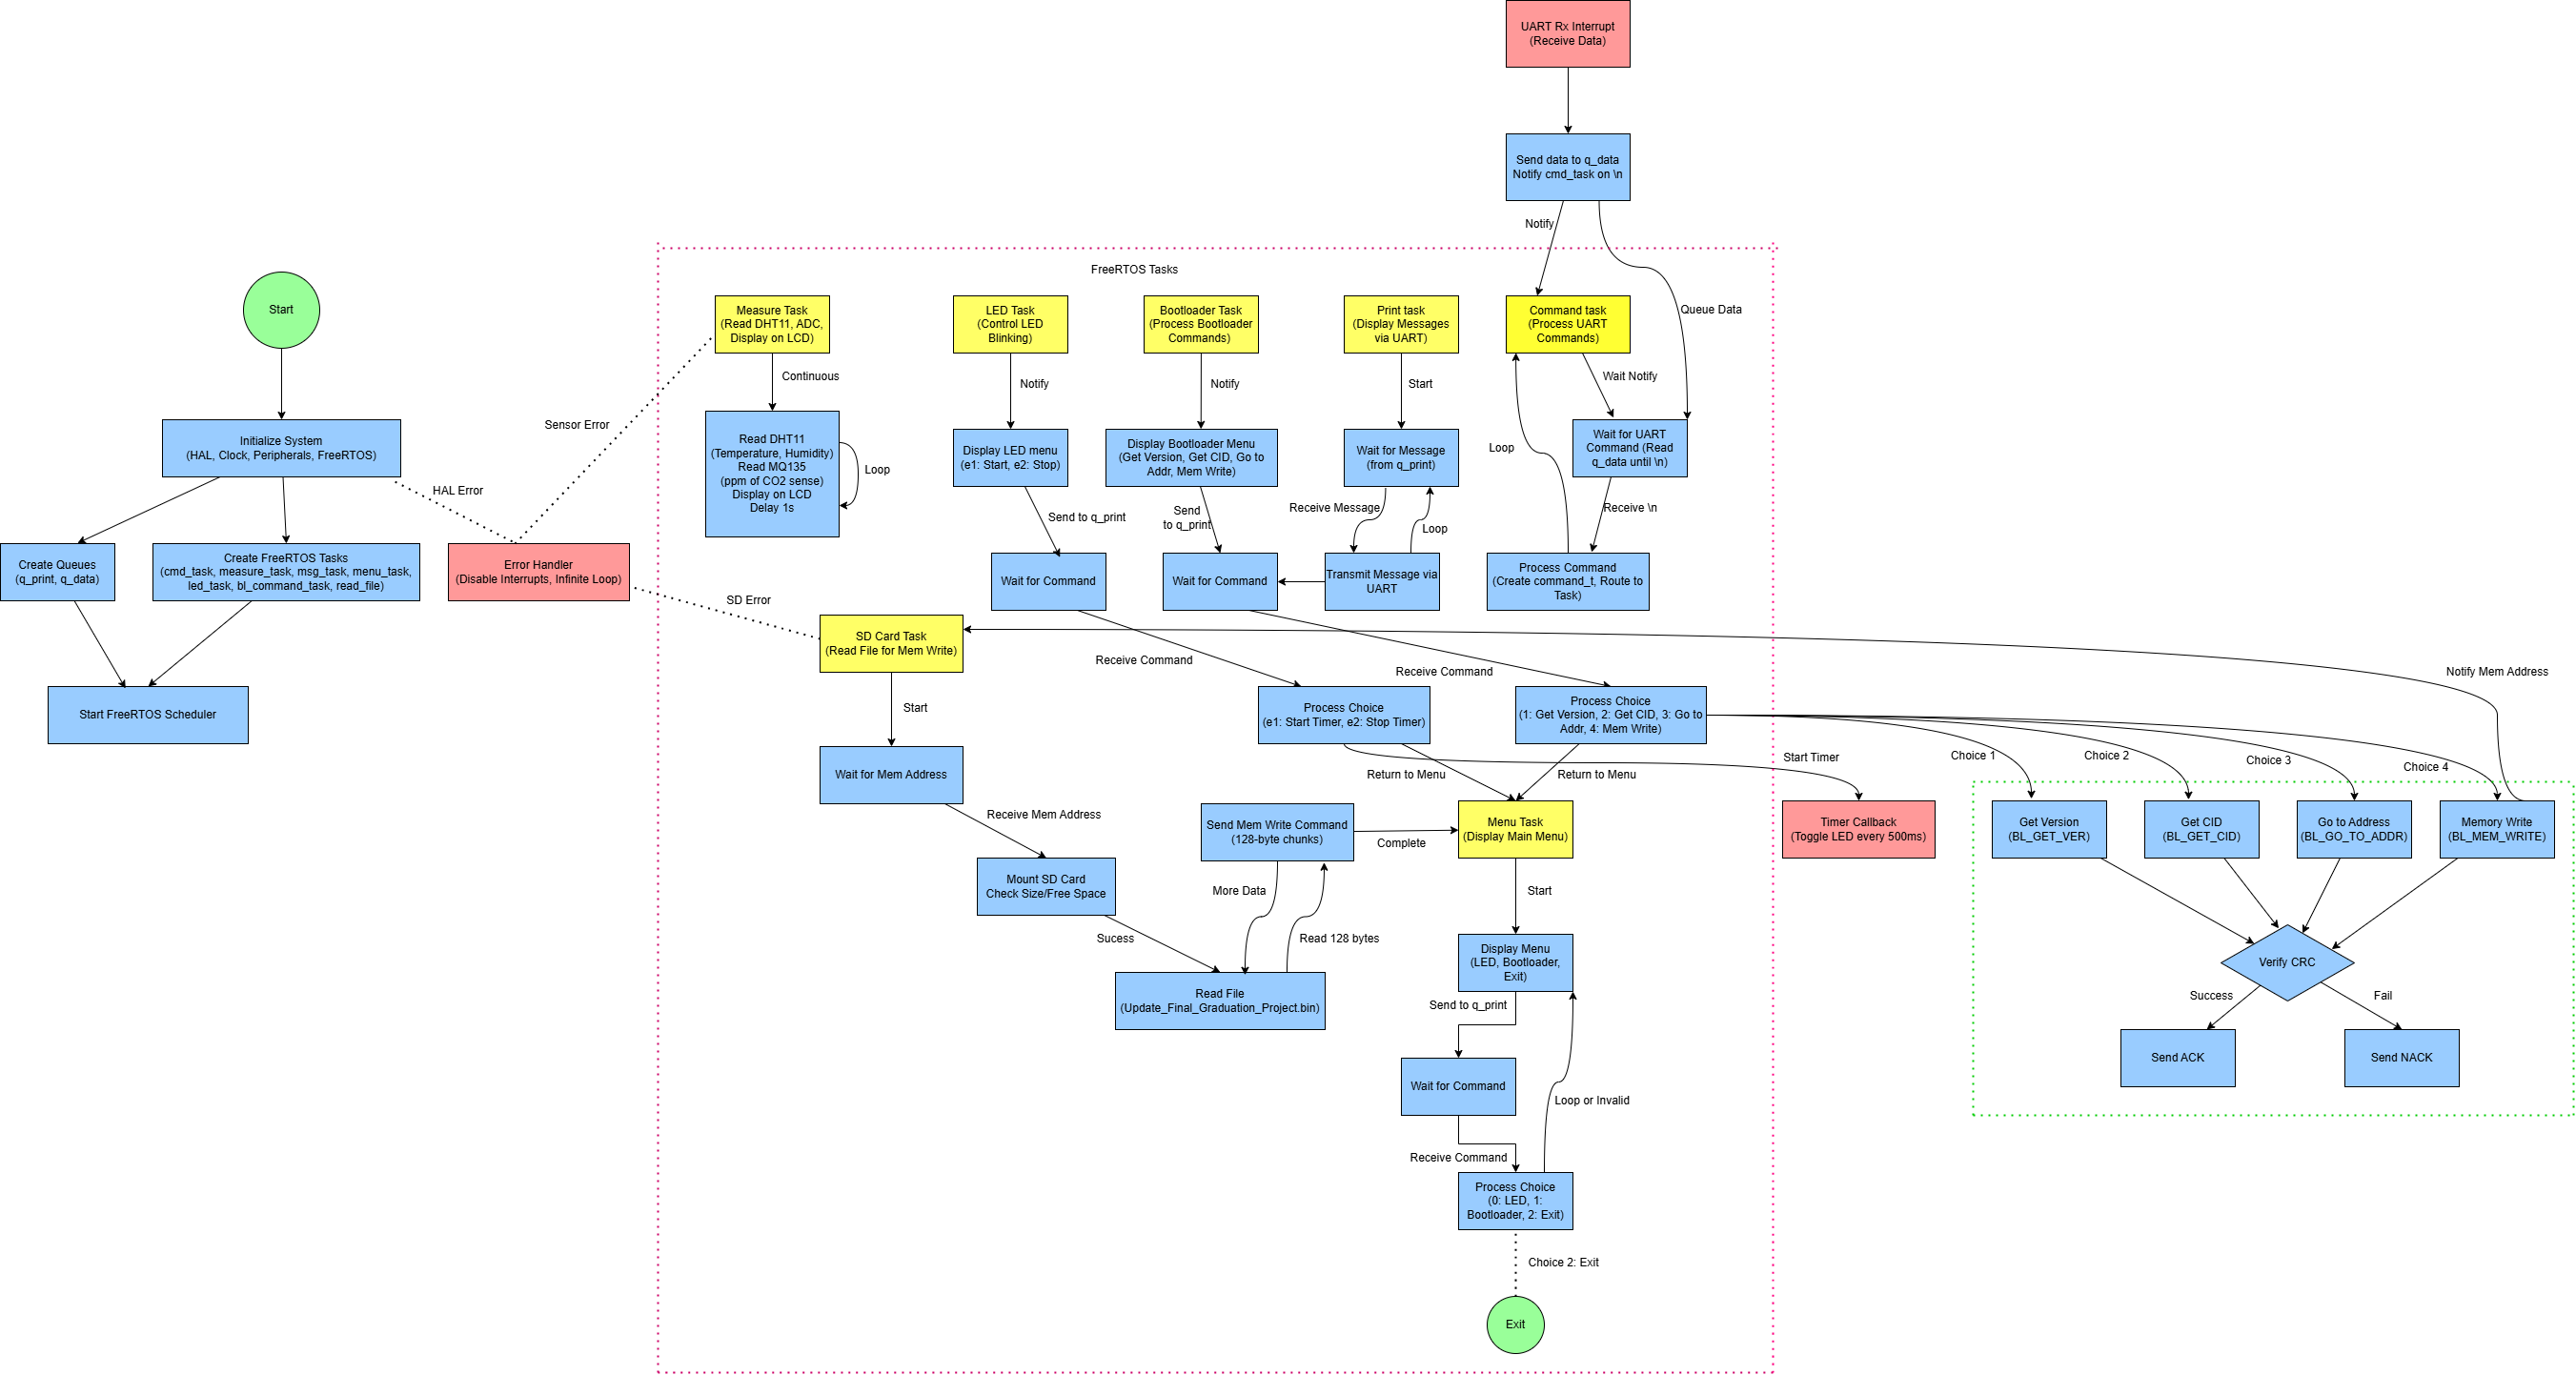 UART Rx Interrupt
(Receive Data)
Send data to q_data
Notify cmd_task on \n
Notify
Queue Data
FreeRTOS Tasks
Start
Initialize System
(HAL, Clock, Peripherals, FreeRTOS)
HAL Error
Sensor Error
SD Error
Create Queues
(q_print, q_data)
Create FreeRTOS Tasks
(cmd_task, measure_task, msg_task, menu_task,
led_task, bl_command_task, read_file)
Error Handler
(Disable Interrupts, Infinite Loop)
Start FreeRTOS Scheduler
Measure Task
(Read DHT11, ADC,
Display on LCD)
Continuous
Read DHT11
(Temperature, Humidity)
Read MQ135
(ppm of CO2 sense)
Display on LCD
Delay 1s
Loop
LED Task
(Control LED
Blinking)
Notify
Display LED menu
(e1: Start, e2: Stop)
Send to q_print
Wait for Command
Receive Command
Bootloader Task
(Process Bootloader
Commands)
Notify
Display Bootloader Menu
(Get Version, Get CID, Go to
Addr, Mem Write)
Send
to q_print
Wait for Command
Receive Command
Print task
(Display Messages
via UART)
Start
Wait for Message
(from q_print)
Receive Message
Loop
Transmit Message via
UART
Command task
(Process UART
Commands)
Wait Notify
Wait for UART
Command (Read
q_data until \n)
Receive \n
Loop
Process Command
(Create command_t, Route to
Task)
SD Card Task
(Read File for Mem Write)
Start
Wait for Mem Address
Receive Mem Address
Mount SD Card
Check Size/Free Space
Sucess
Read File
(Update_Final_Graduation_Project.bin)
More Data
Read 128 bytes
Send Mem Write Command
(128-byte chunks)
Complete
Process Choice
(e1: Start Timer, e2: Stop Timer)
Return to Menu
Start Timer
Process Choice
(1: Get Version, 2: Get CID, 3: Go to
Addr, 4: Mem Write)
Return to Menu
Menu Task
(Display Main Menu)
Start
Display Menu
(LED, Bootloader,
Exit)
Send to q_print
Wait for Command
Receive Command
Loop or Invalid
Process Choice
(0: LED, 1:
Bootloader, 2: Exit)
Choice 2: Exit
Exit
Timer Callback
(Toggle LED every 500ms)
Notify Mem Address
Choice 1
Choice 2
Choice 3
Choice 4
Get Version
(BL_GET_VER)
Get CID
(BL_GET_CID)
Go to Address
(BL_GO_TO_ADDR)
Memory Write
(BL_MEM_WRITE)
Verify CRC
Success
Fail
Send ACK
Send NACK